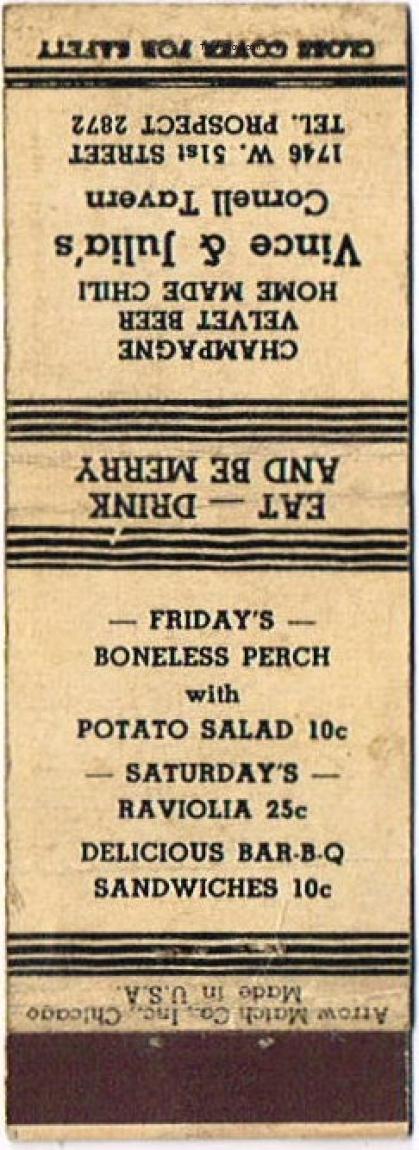 CLOSE COVER FOR SAFETY
CHAMPAGNE
VELVET BEER
HOME MADE CHILI
Vince & Julia's
Cornell Tavern
1746 W. 51st STREET
TEL. PROSPECT 2872
EAT — DRINK
AND BE MERRY
— FRIDAY'S —
BONELESS PERCH
with
POTATO SALAD 10c
— SATURDAY'S —
RAVIOLIA 25c
DELICIOUS BAR-B-Q
SANDWICHES 10c
Arrow Match Co., Inc., Chicago
Made in U.S.A.